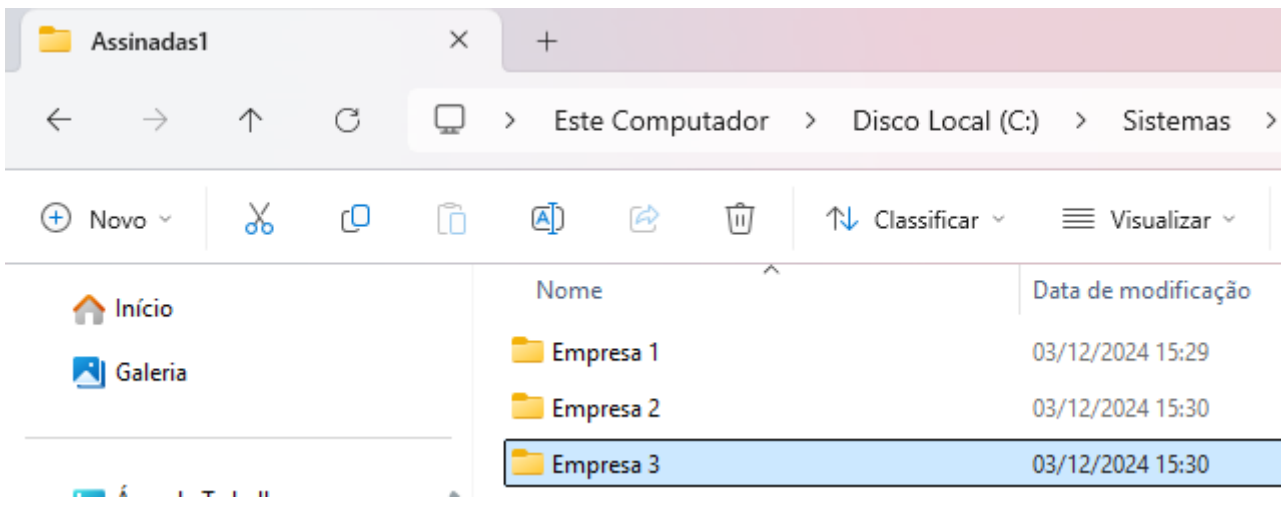 Assinadas1
Este Computador > Disco Local (C:) > Sistemas >
Novo Classificar Visualizar
Nome Data de modificação
Início
Galeria
Empresa 1 03/12/2024 15:29
Empresa 2 03/12/2024 15:30
Empresa 3 03/12/2024 15:30